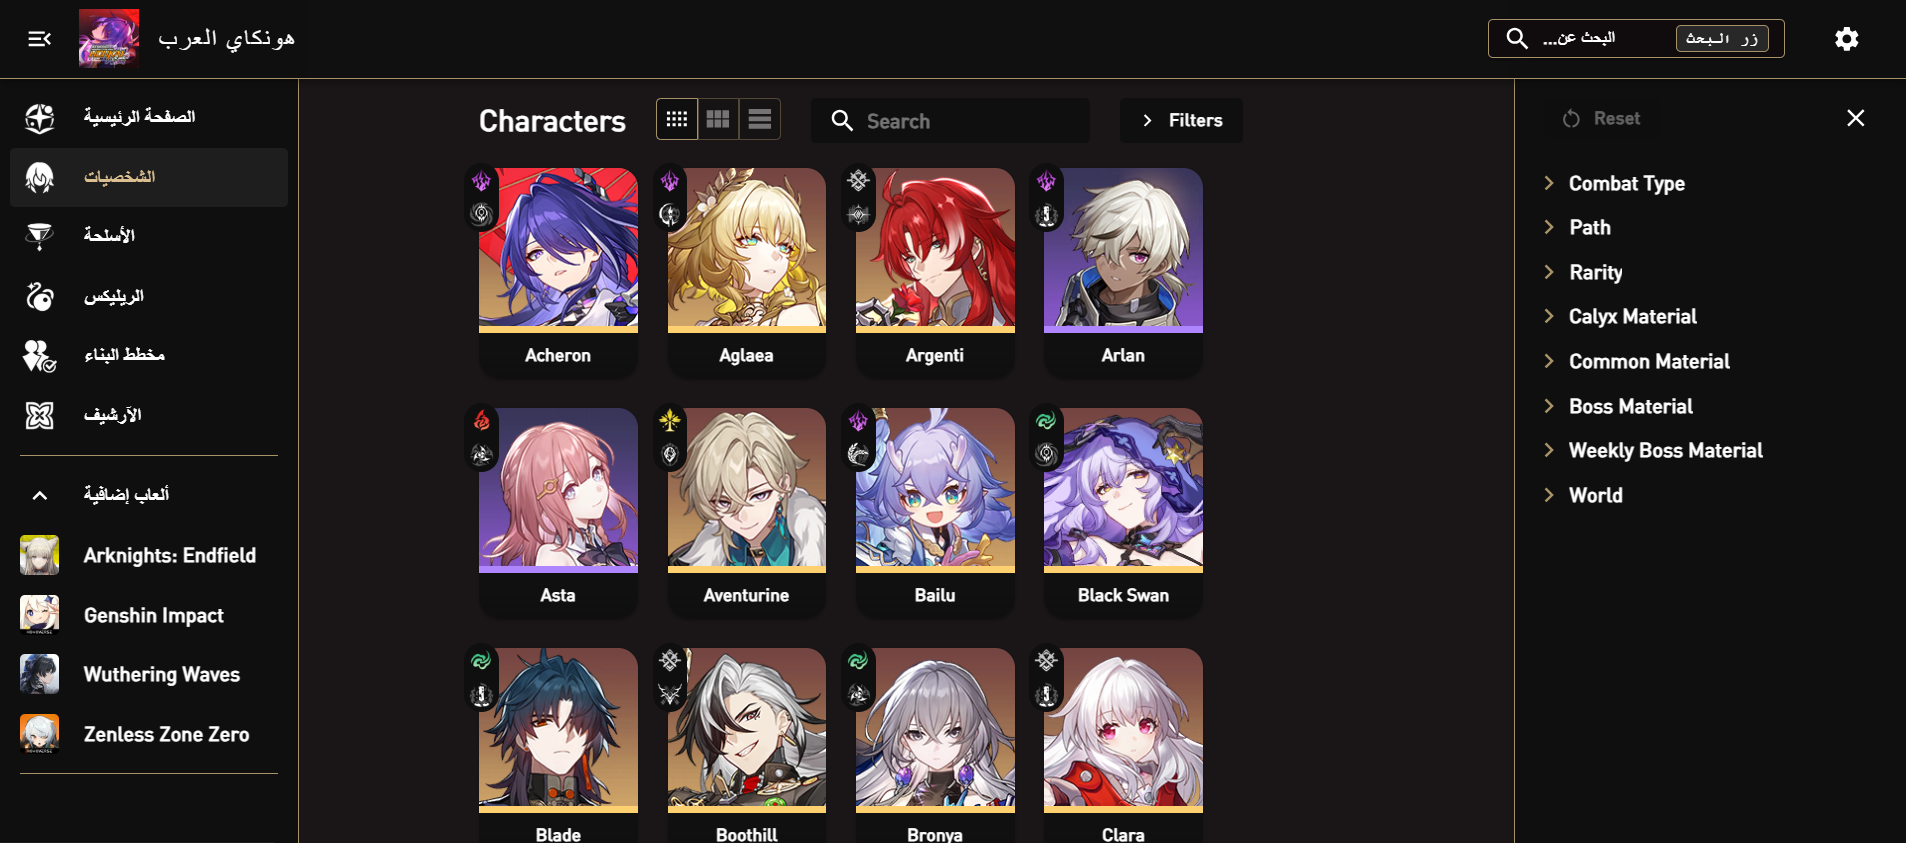 هونكاي العرب
البحث عن...
زر البحث
الصفحة الرئيسية
الشخصيات
الأسلحة
الريليكس
مخطط البناء
الآرشيف
ألعاب إضافية
Arknights: Endfield
Genshin Impact
Wuthering Waves
Zenless Zone Zero
Characters
Search
Filters
Acheron
Aglaea
Argenti
Arlan
Asta
Aventurine
Bailu
Black Swan
Blade
Boothill
Bronya
Clara
Reset
Combat Type
Path
Rarity
Calyx Material
Common Material
Boss Material
Weekly Boss Material
World